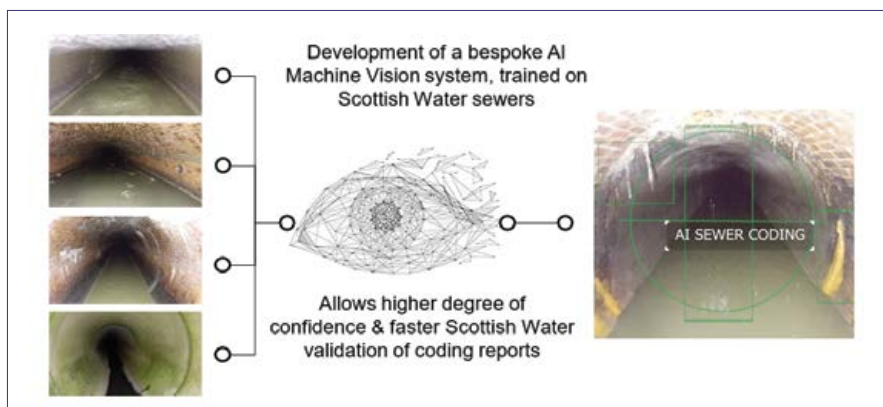 Development of a bespoke AI
Machine Vision system, trained on
Scottish Water sewers
AI SEWER CODING
Allows higher degree of
confidence & faster Scottish Water
validation of coding reports